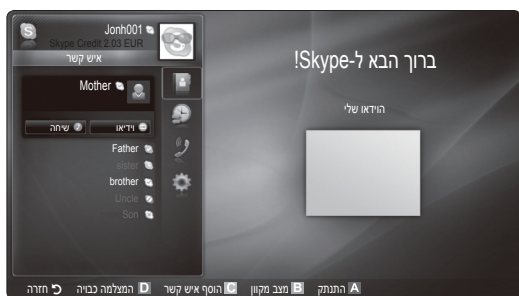 Jonh001
Skype Credit 2.03 EUR
איש קשר
Mother
וידיאו
שיחה
Father
sister
brother
Uncle
Son
ברוך הבא ל-Skype!
הוידאו שלי
A התנתק B מצב מקוון C הוסף איש קשר D המצלמה כבויה חזרה